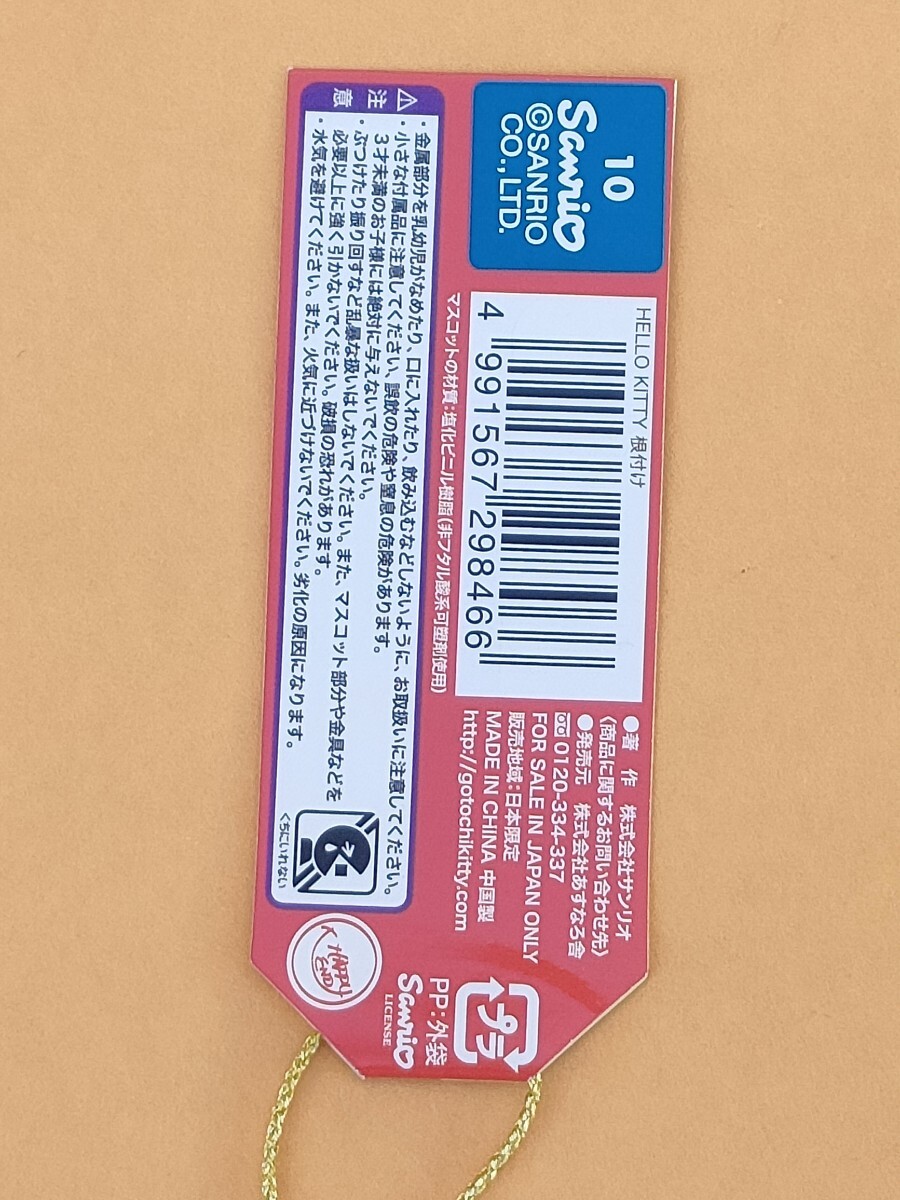 10
Sanrio
©SANRIO
CO., LTD.
HELLO KITTY 根付け
4 991567 298466
マスコットの材質：塩化ビニル樹脂(非フタル酸系可塑剤使用)
⚠
注
意
・金属部分を乳幼児がなめたり、口に入れたり、飲み込むなどしないように、お取扱いに注意してください。
・小さな付属品に注意してください、誤飲の危険や窒息の危険があります。
3才未満のお子様には絶対に与えないでください。
・ぶつけたり振り回すなど乱暴な扱いはしないでください。また、マスコット部分や金具などを
必要以上に強く引かないでください。破損の恐れがあります。
・水気を避けてください。また、火気に近づけないでください。劣化の原因になります。
くちにいれない
●著　作　株式会社サンリオ
〈商品に関するお問い合わせ先〉
●発売元　株式会社あすなろ舎
0120-334-337
FOR SALE IN JAPAN ONLY
販売地域：日本限定
MADE IN CHINA 中国製
http://gotochikitty.com
プラ
PP：外袋
Sanrio
LICENSE
A HAPPY
END